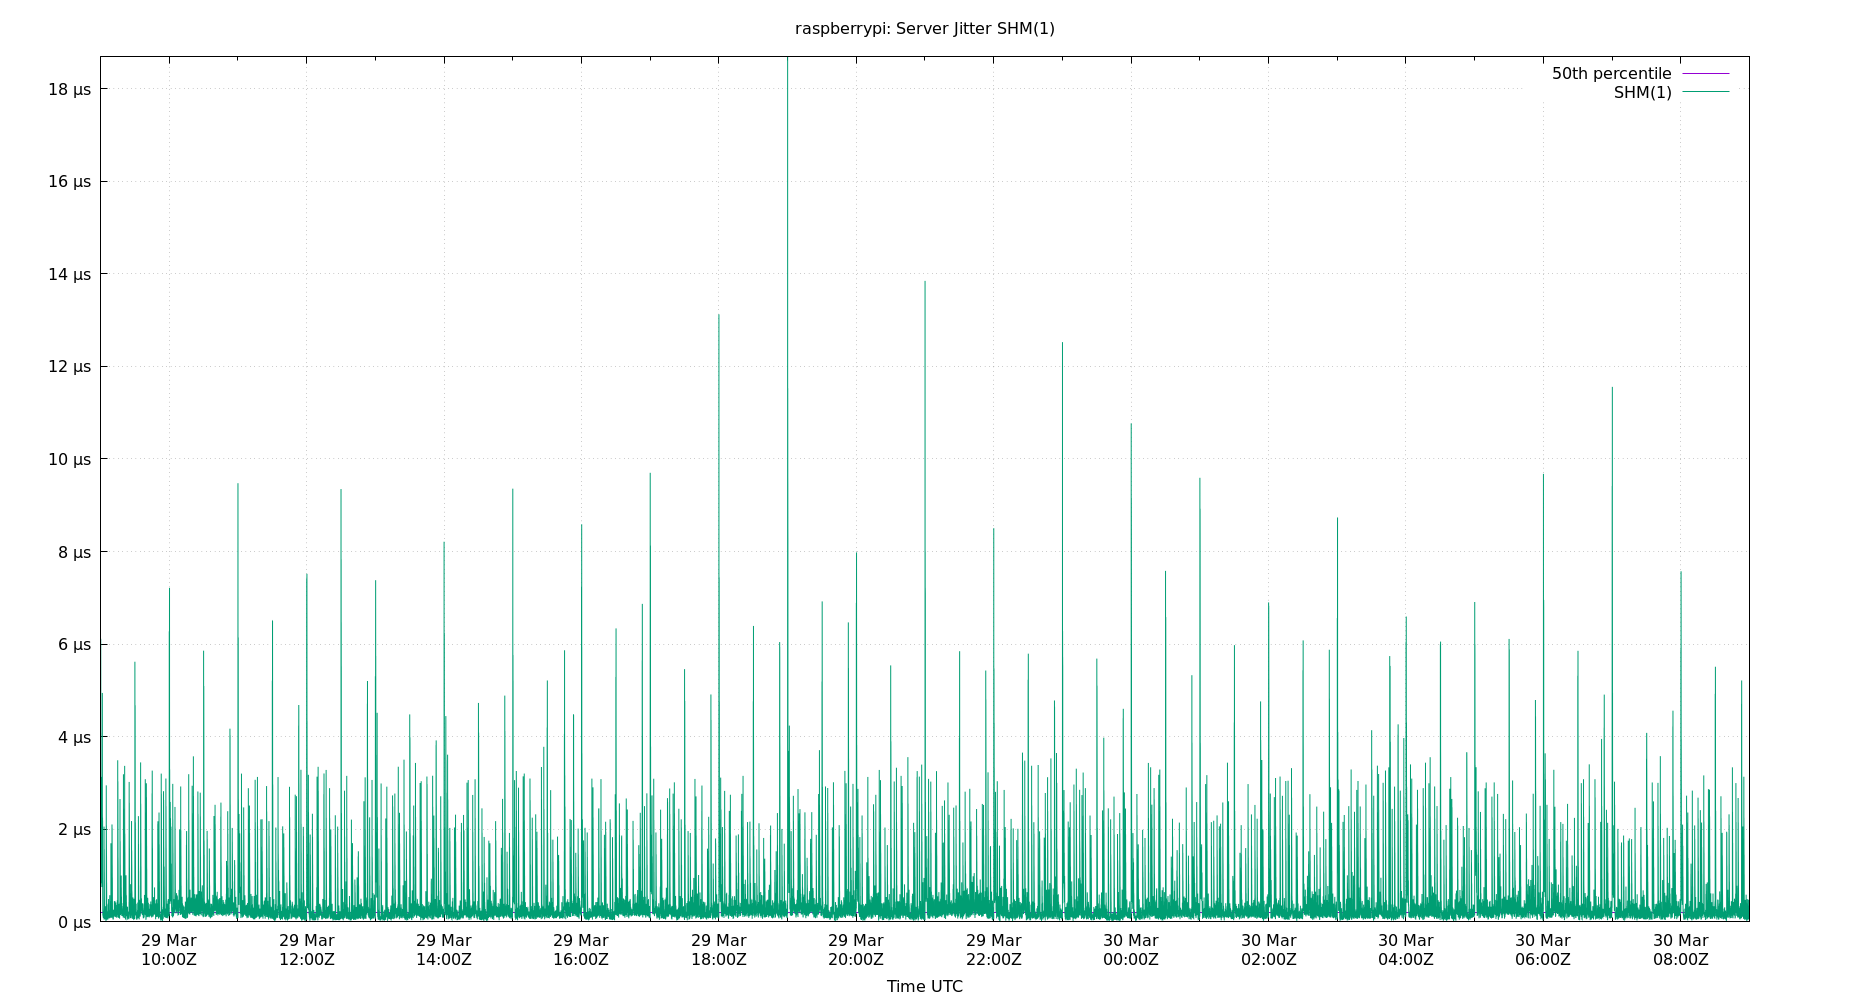 raspberrypi: Server Jitter SHM(1)
50th percentile
SHM(1)
18 µs
16 µs
14 µs
12 µs
10 µs
8 µs
6 µs
4 µs
2 µs
0 µs
29 Mar 29 Mar 29 Mar 29 Mar 29 Mar 29 Mar 29 Mar 30 Mar 30 Mar 30 Mar 30 Mar 30 Mar
10:00Z 12:00Z 14:00Z 16:00Z 18:00Z 20:00Z 22:00Z 00:00Z 02:00Z 04:00Z 06:00Z 08:00Z
Time UTC